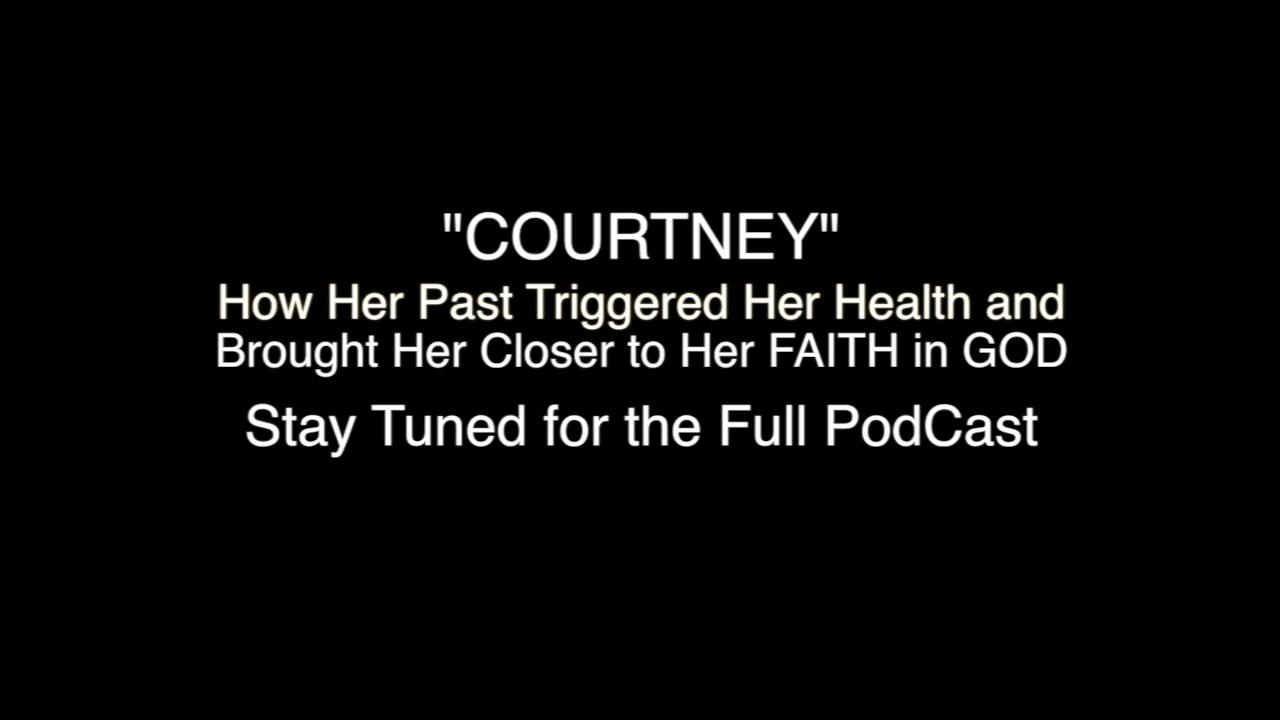 "COURTNEY"
How Her Past Triggered Her Health and
Brought Her Closer to Her FAITH in GOD
Stay Tuned for the Full PodCast